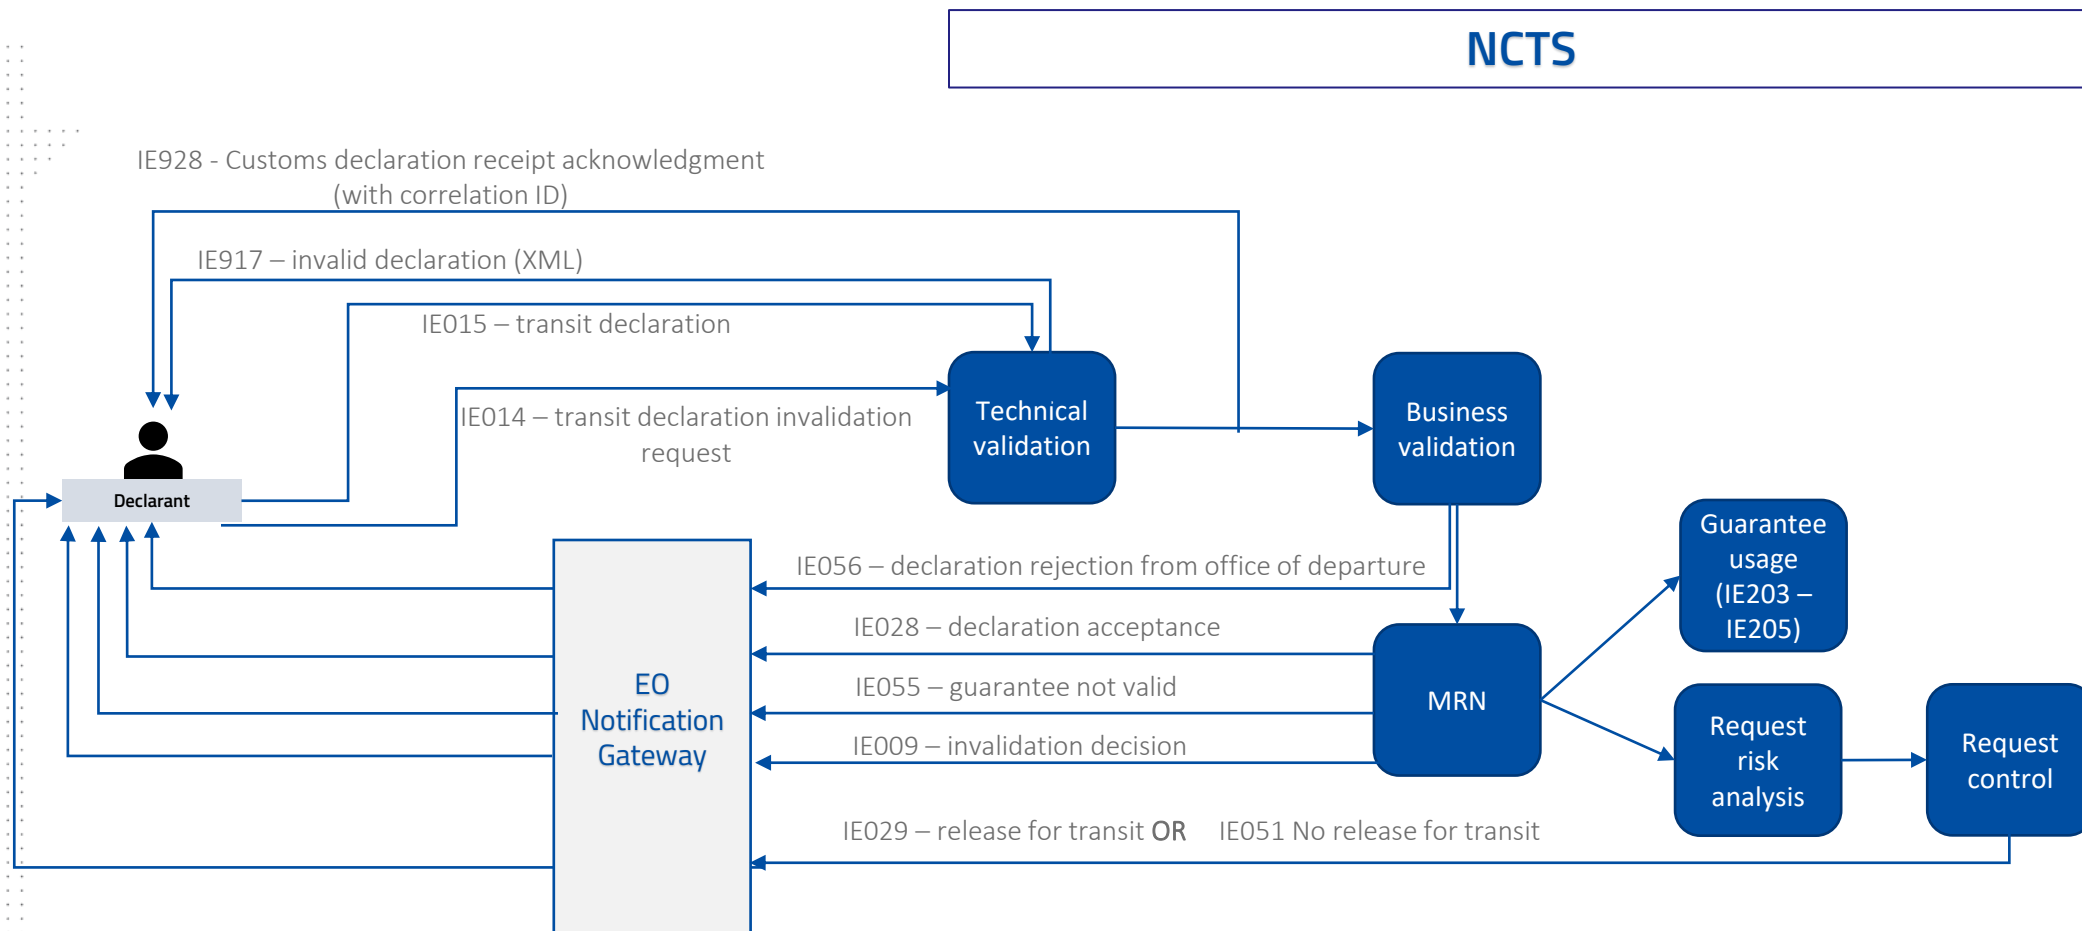 NCTS
IE928 - Customs declaration receipt acknowledgment
(with correlation ID)
IE917 – invalid declaration (XML)
IE015 – transit declaration
IE014 – transit declaration invalidation
request
Technical
validation
Business
validation
Declarant
Guarantee
usage
(IE203 –
IE205)
IE056 – declaration rejection from office of departure
IE028 – declaration acceptance
IE055 – guarantee not valid
IE009 – invalidation decision
EO
Notification
Gateway
MRN
Request
risk
analysis
Request
control
IE029 – release for transit OR IE051 No release for transit